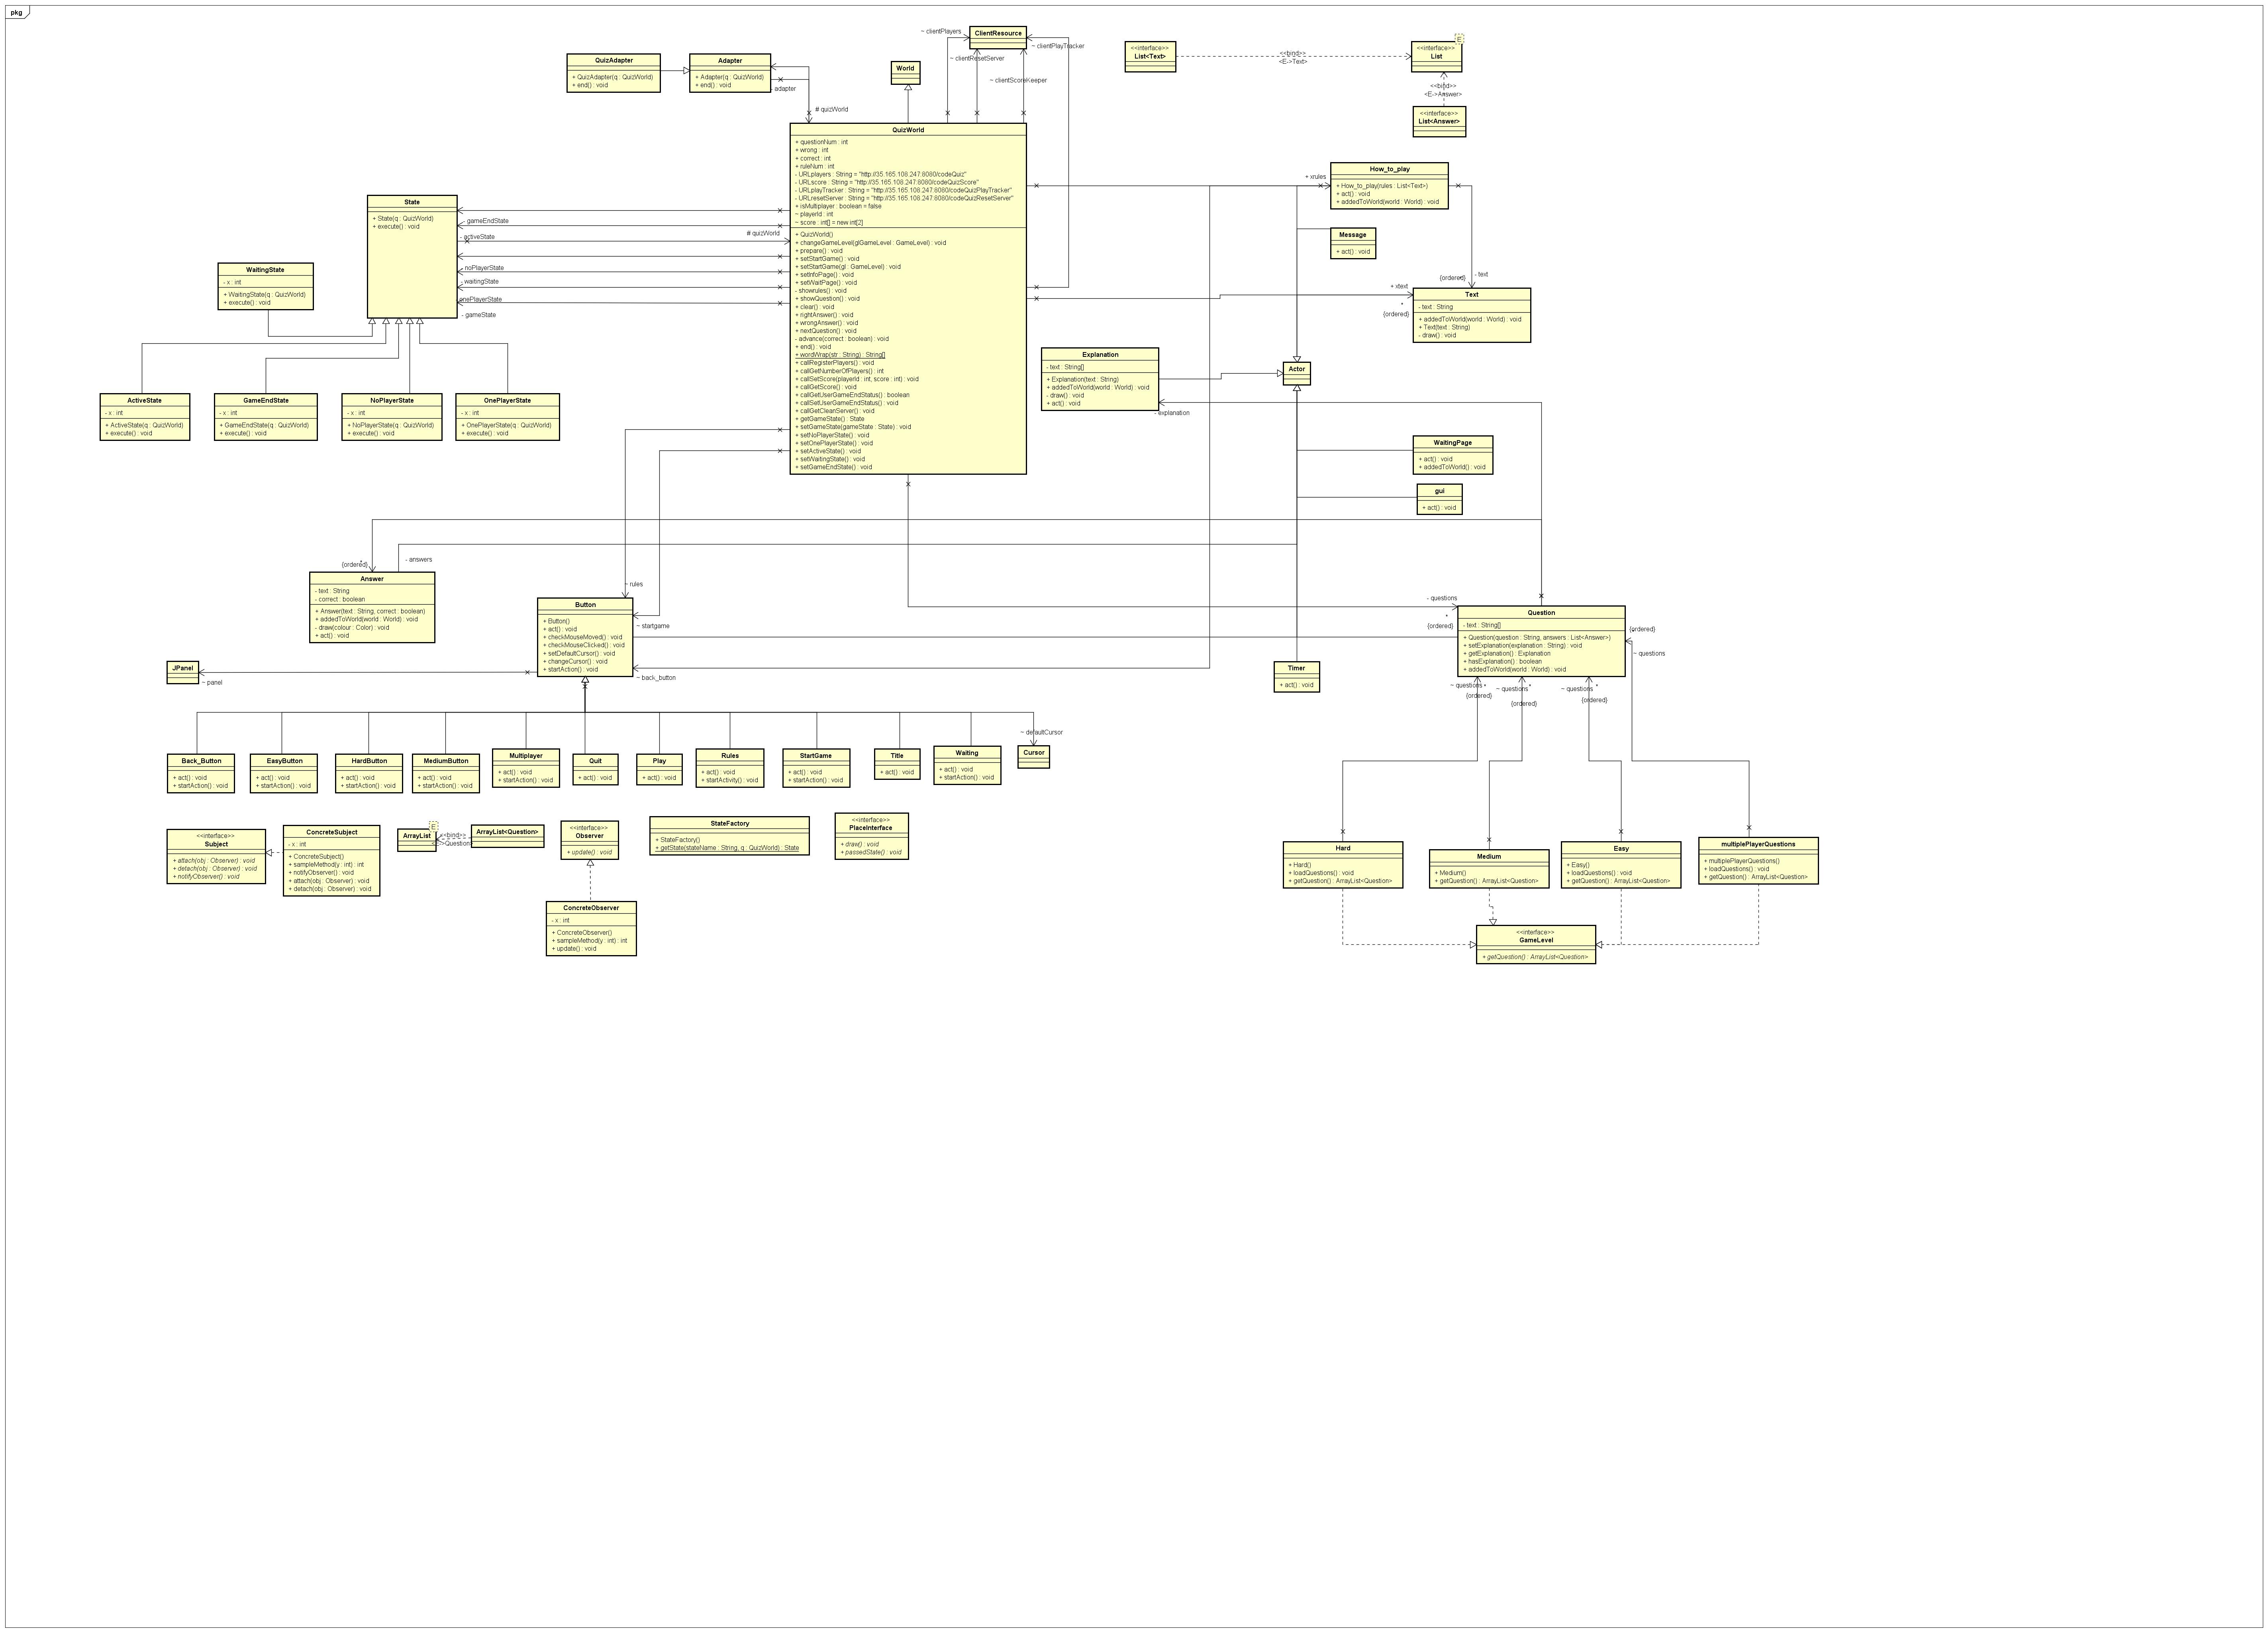 pkg
ClientResource
~ clientPlayers
~ clientPlayTracker
~ clientResetServer
~ clientScoreKeeper
QuizAdapter
+ QuizAdapter(q : QuizWorld)
+ end() : void
Adapter
+ Adapter(q : QuizWorld)
+ end() : void
- adapter
# quizWorld
World
<<interface>>
List<Text>
<<bind>>
<E->Text>
E
<<interface>>
List
<<bind>>
<E->Answer>
<<interface>>
List<Answer>
QuizWorld
+ questionNum : int
+ wrong : int
+ correct : int
+ ruleNum : int
- URLplayers : String = "http://35.165.108.247:8080/codeQuiz"
- URLscore : String = "http://35.165.108.247:8080/codeQuizScore"
- URLplayTracker : String = "http://35.165.108.247:8080/codeQuizPlayTracker"
- URLresetServer : String = "http://35.165.108.247:8080/codeQuizResetServer"
+ isMultiplayer : boolean = false
~ playerId : int
~ score : int[] = new int[2]
+ QuizWorld()
+ changeGameLevel(glGameLevel : GameLevel) : void
+ prepare() : void
+ setStartGame() : void
+ setStartGame(gl : GameLevel) : void
+ setInfoPage() : void
+ setWaitPage() : void
- showrules() : void
+ showQuestion() : void
+ clear() : void
+ rightAnswer() : void
+ wrongAnswer() : void
+ nextQuestion() : void
- advance(correct : boolean) : void
+ end() : void
+ wordWrap(str : String) : String[]
+ callRegisterPlayers() : void
+ callGetNumberOfPlayers() : int
+ callSetScore(playerId : int, score : int) : void
+ callGetScore() : void
+ callGetUserGameEndStatus() : boolean
+ callSetUserGameEndStatus() : void
+ callGetCleanServer() : void
+ getGameState() : State
+ setGameState(gameState : State) : void
+ setNoPlayerState() : void
+ setOnePlayerState() : void
+ setActiveState() : void
+ setWaitingState() : void
+ setGameEndState() : void
State
+ State(q : QuizWorld)
+ execute() : void
- gameEndState
- activeState
# quizWorld
- noPlayerState
- waitingState
onePlayerState
- gameState
WaitingState
- x : int
+ WaitingState(q : QuizWorld)
+ execute() : void
ActiveState
- x : int
+ ActiveState(q : QuizWorld)
+ execute() : void
GameEndState
- x : int
+ GameEndState(q : QuizWorld)
+ execute() : void
NoPlayerState
- x : int
+ NoPlayerState(q : QuizWorld)
+ execute() : void
OnePlayerState
- x : int
+ OnePlayerState(q : QuizWorld)
+ execute() : void
+ xrules
How_to_play
+ How_to_play(rules : List<Text>)
+ act() : void
+ addedToWorld(world : World) : void
Message
+ act() : void
{ordered}
*
- text
+ xtext
*
{ordered}
Text
- text : String
+ addedToWorld(world : World) : void
+ Text(text : String)
- draw() : void
Explanation
- text : String[]
+ Explanation(text : String)
+ addedToWorld(world : World) : void
- draw() : void
+ act() : void
- explanation
Actor
WaitingPage
+ act() : void
+ addedToWorld() : void
gui
+ act() : void
*
{ordered}
- answers
Answer
- text : String
- correct : boolean
+ Answer(text : String, correct : boolean)
+ addedToWorld(world : World) : void
- draw(colour : Color) : void
+ act() : void
~ rules
Button
+ Button()
+ act() : void
+ checkMouseMoved() : void
+ checkMouseClicked() : void
+ setDefaultCursor() : void
+ changeCursor() : void
+ startAction() : void
~ startgame
~ back_button
JPanel
~ panel
Timer
+ act() : void
- questions
*
{ordered}
Question
- text : String[]
+ Question(question : String, answers : List<Answer>)
+ setExplanation(explanation : String) : void
+ getExplanation() : Explanation
+ hasExplanation() : boolean
+ addedToWorld(world : World) : void
*
{ordered}
~ questions
~ questions
*
{ordered}
~ questions
*
{ordered}
~ questions
*
{ordered}
~ defaultCursor
Back_Button
+ act() : void
+ startAction() : void
EasyButton
+ act() : void
+ startAction() : void
HardButton
+ act() : void
+ startAction() : void
MediumButton
+ act() : void
+ startAction() : void
Multiplayer
+ act() : void
+ startAction() : void
Quit
+ act() : void
Play
+ act() : void
Rules
+ act() : void
+ startActivity() : void
StartGame
+ act() : void
+ startAction() : void
Title
+ act() : void
Waiting
+ act() : void
+ startAction() : void
Cursor
<<interface>>
Subject
+ attach(obj : Observer) : void
+ detach(obj : Observer) : void
+ notifyObserver() : void
ConcreteSubject
- x : int
+ ConcreteSubject()
+ sampleMethod(y : int) : int
+ notifyObserver() : void
+ attach(obj : Observer) : void
+ detach(obj : Observer) : void
E
ArrayList
<<bind>>
ArrayList<Question>
<<interface>>
Observer
+ update() : void
ConcreteObserver
- x : int
+ ConcreteObserver()
+ sampleMethod(y : int) : int
+ update() : void
StateFactory
+ StateFactory()
+ getState(stateName : String, q : QuizWorld) : State
<<interface>>
PlaceInterface
+ draw() : void
+ passedState() : void
Hard
+ Hard()
+ loadQuestions() : void
+ getQuestion() : ArrayList<Question>
Medium
+ Medium()
+ getQuestion() : ArrayList<Question>
Easy
+ Easy()
+ loadQuestions() : void
+ getQuestion() : ArrayList<Question>
multiplePlayerQuestions
+ multiplePlayerQuestions()
+ loadQuestions() : void
+ getQuestion() : ArrayList<Question>
<<interface>>
GameLevel
+ getQuestion() : ArrayList<Question>